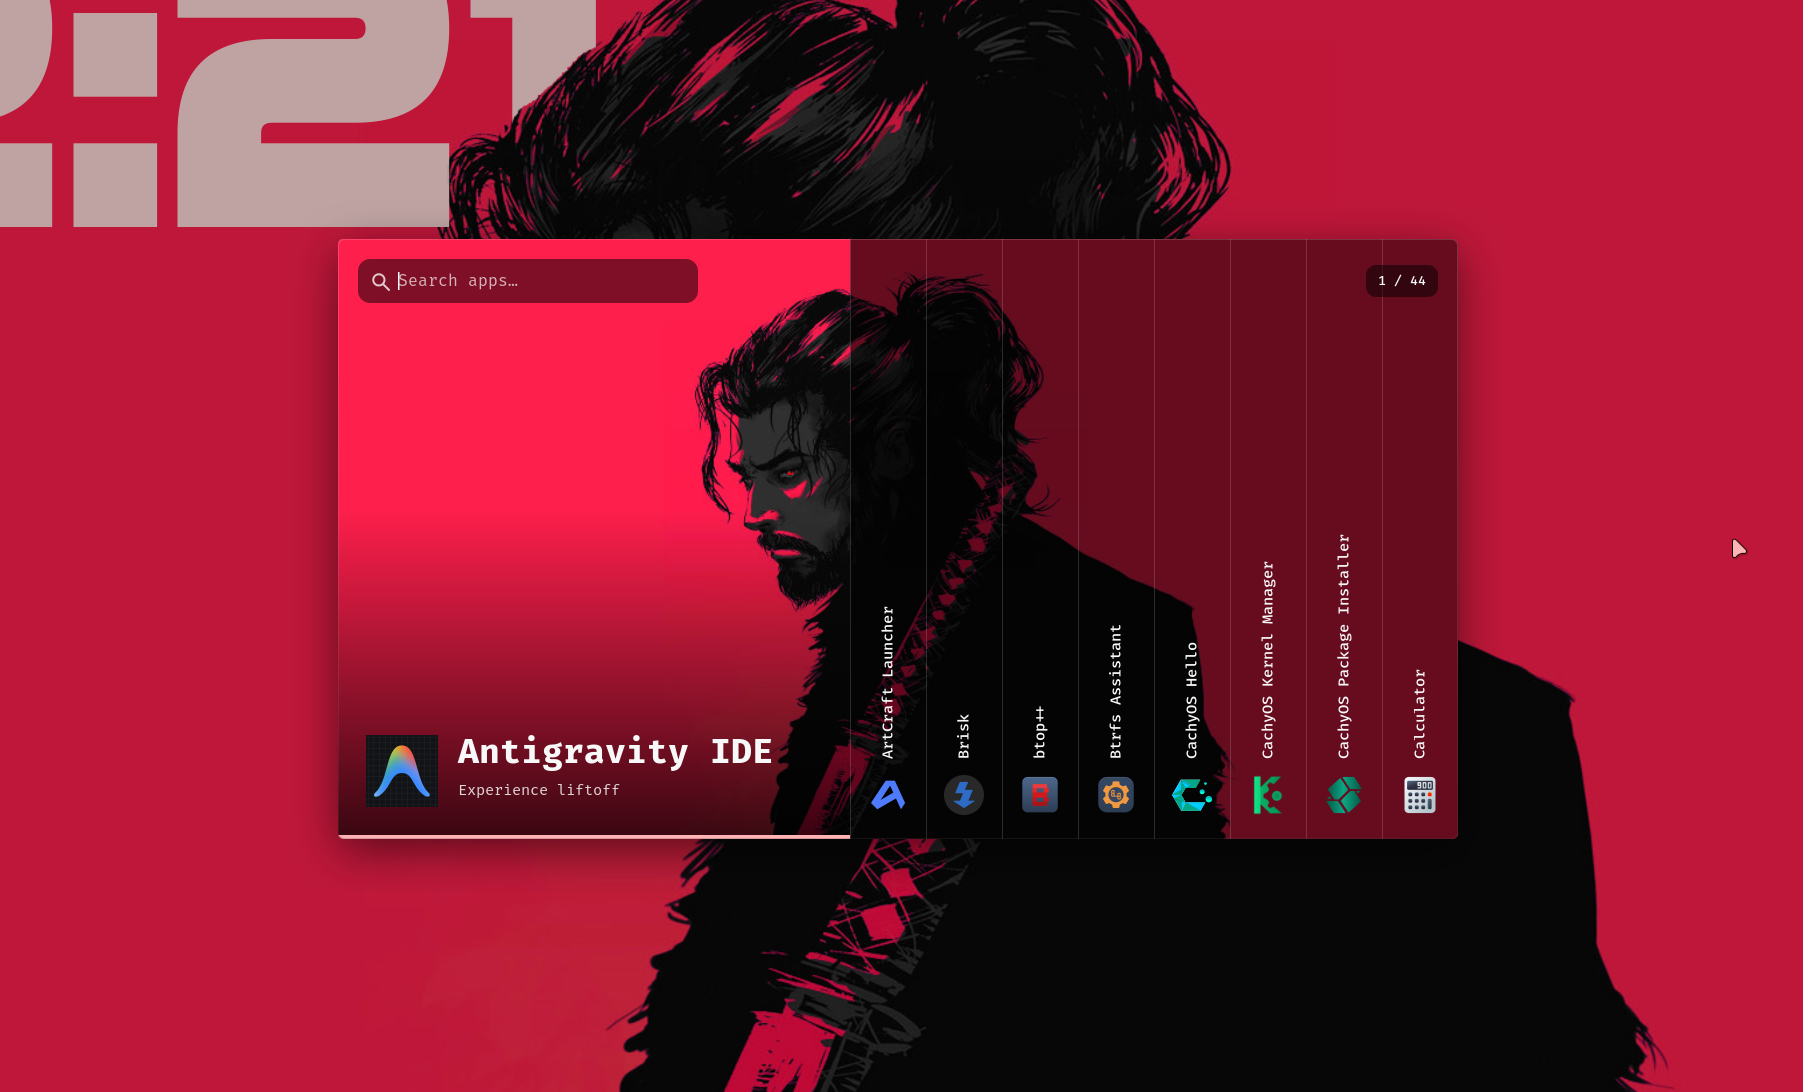 :21
Search apps…
1 / 44
Antigravity IDE
Experience liftoff
ArtCraft Launcher
Brisk
btop++
Btrfs Assistant
CachyOS Hello
CachyOS Kernel Manager
CachyOS Package Installer
Calculator
900